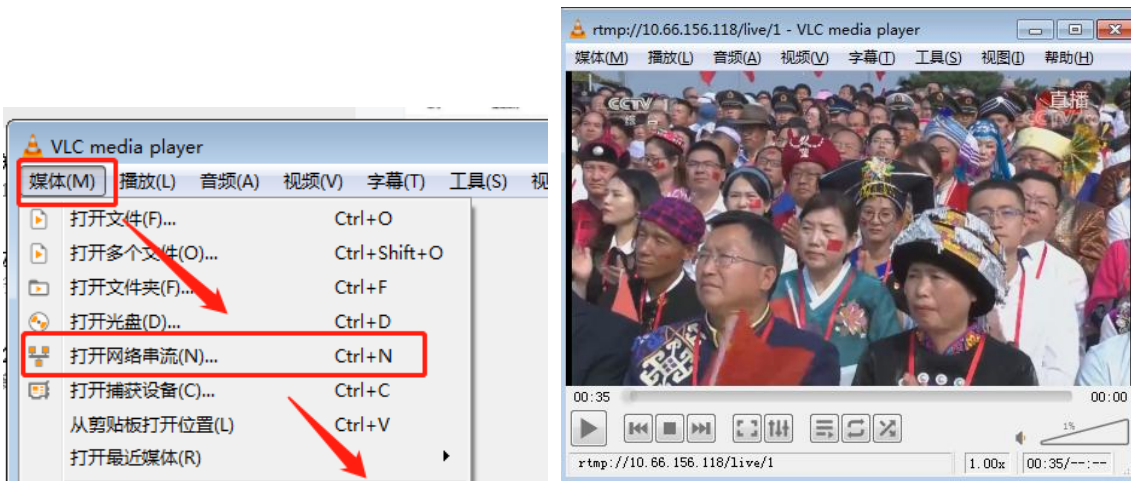 VLC media player
媒体(M) 播放(L) 音频(A) 视频(V) 字幕(T) 工具(S) 视
打开文件(F)... Ctrl+O
打开多个文件(O)... Ctrl+Shift+O
打开文件夹(F)... Ctrl+F
打开光盘(D)... Ctrl+D
打开网络串流(N)... Ctrl+N
打开捕获设备(C)... Ctrl+C
从剪贴板打开位置(L) Ctrl+V
打开最近媒体(R)
rtmp://10.66.156.118/live/1 - VLC media player
媒体(M) 播放(L) 音频(A) 视频(V) 字幕(T) 工具(S) 视图(I) 帮助(H)
CCTV 1
综合
直播
CCTV
00:35 00:00
1%
rtmp://10.66.156.118/live/1 1.00x 00:35/--:--